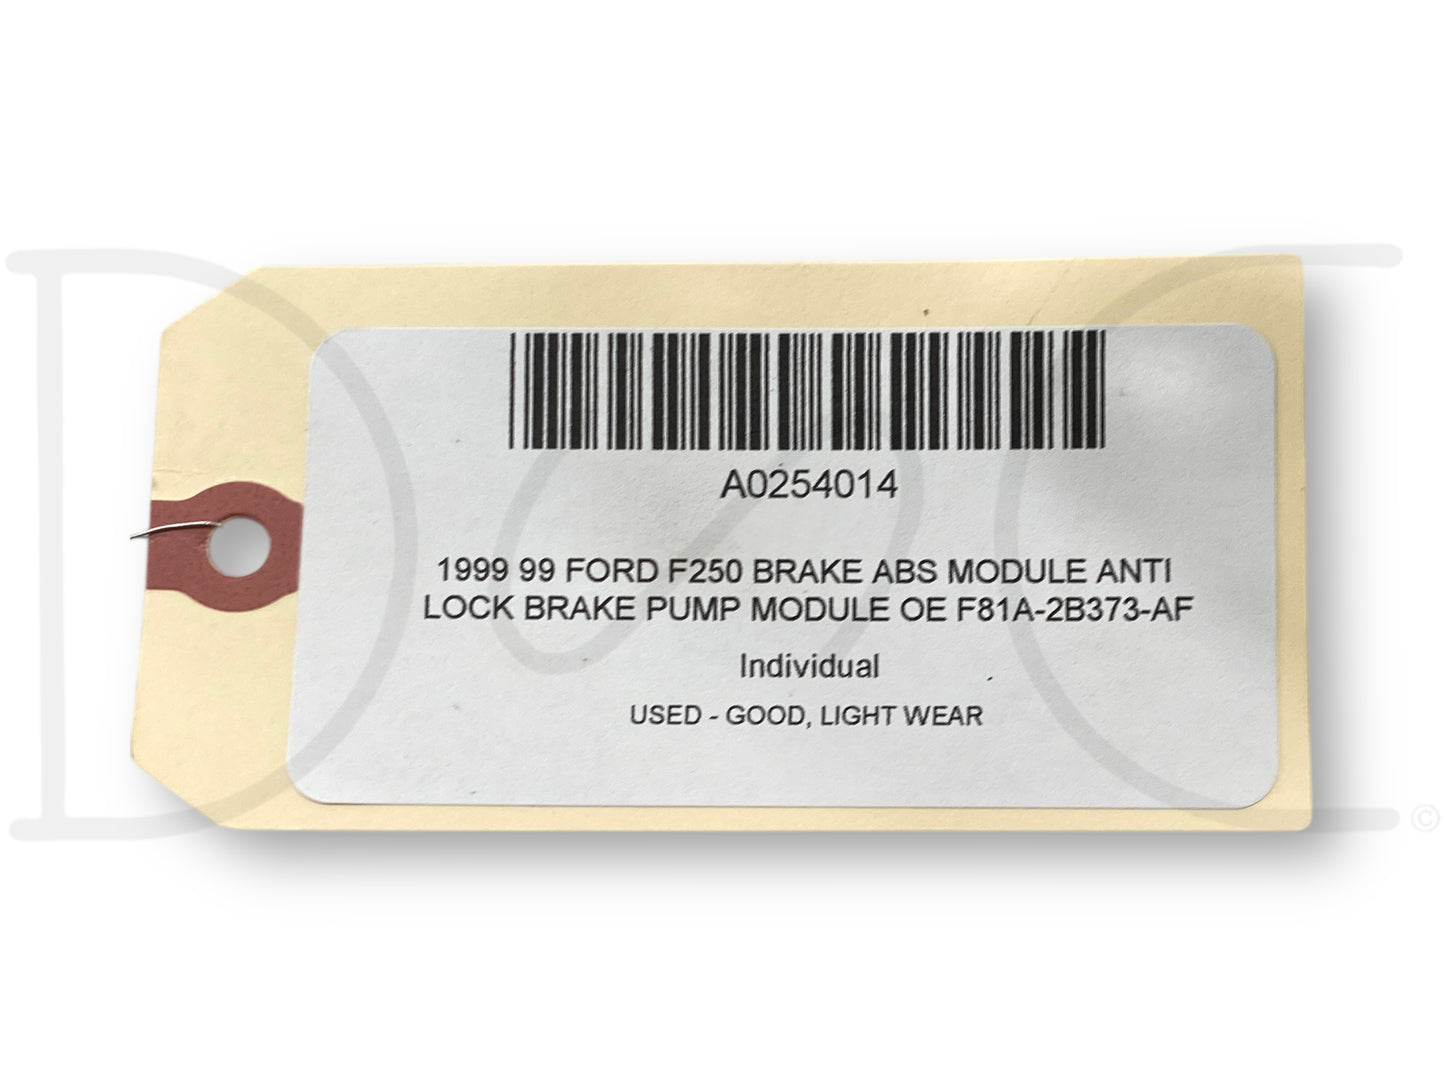 A0254014
1999 99 FORD F250 BRAKE ABS MODULE ANTI
LOCK BRAKE PUMP MODULE OE F81A-2B373-AF
Individual
USED - GOOD, LIGHT WEAR
©